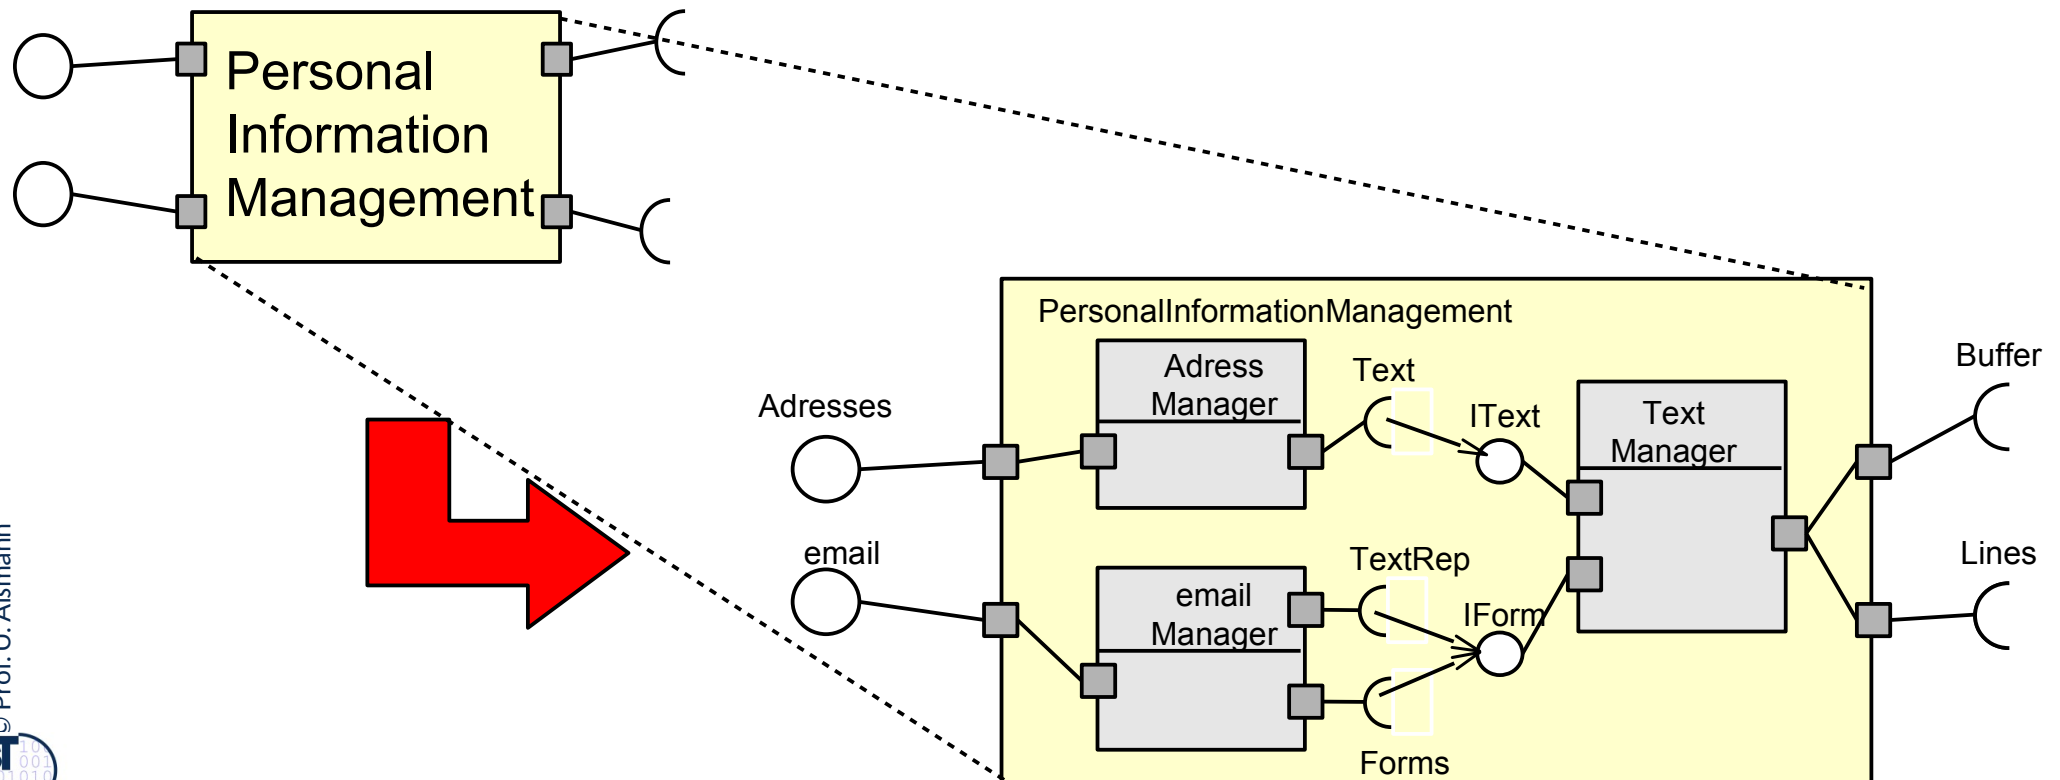 Personal
Information
Management
PersonalInformationManagement
Adress
Manager
Text
IText
Text
Manager
Buffer
Adresses
email
TextRep
email
Manager
IForm
Lines
Forms
© Prof. U. Aßmann